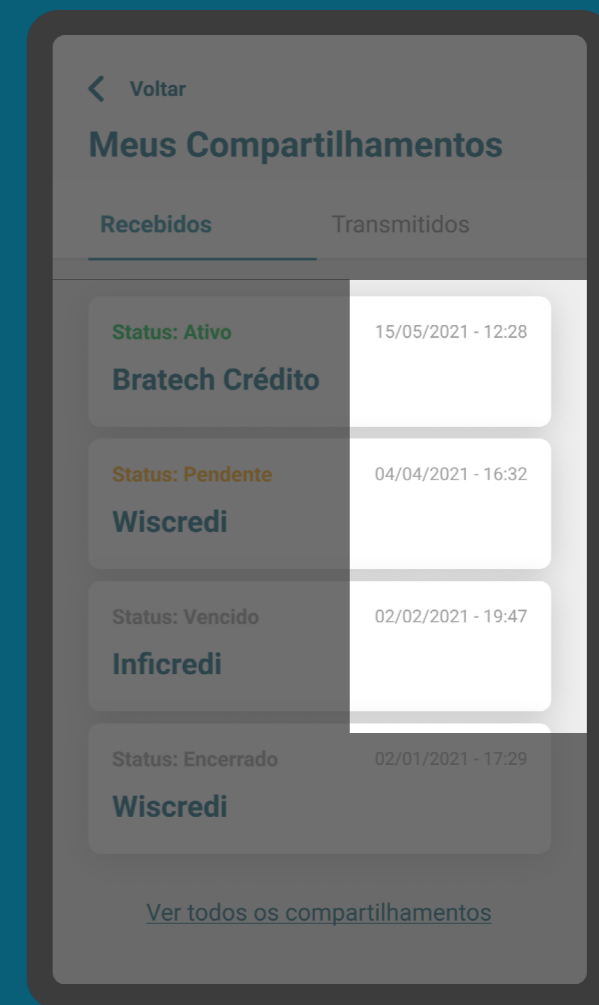 Voltar
Meus Compartilhamentos
Recebidos Transmitidos
Status: Ativo 15/05/2021 - 12:28
Bratech Crédito
Status: Pendente 04/04/2021 - 16:32
Wiscredi
Status: Vencido 02/02/2021 - 19:47
Inficredi
Status: Encerrado 02/01/2021 - 17:29
Wiscredi
Ver todos os compartilhamentos